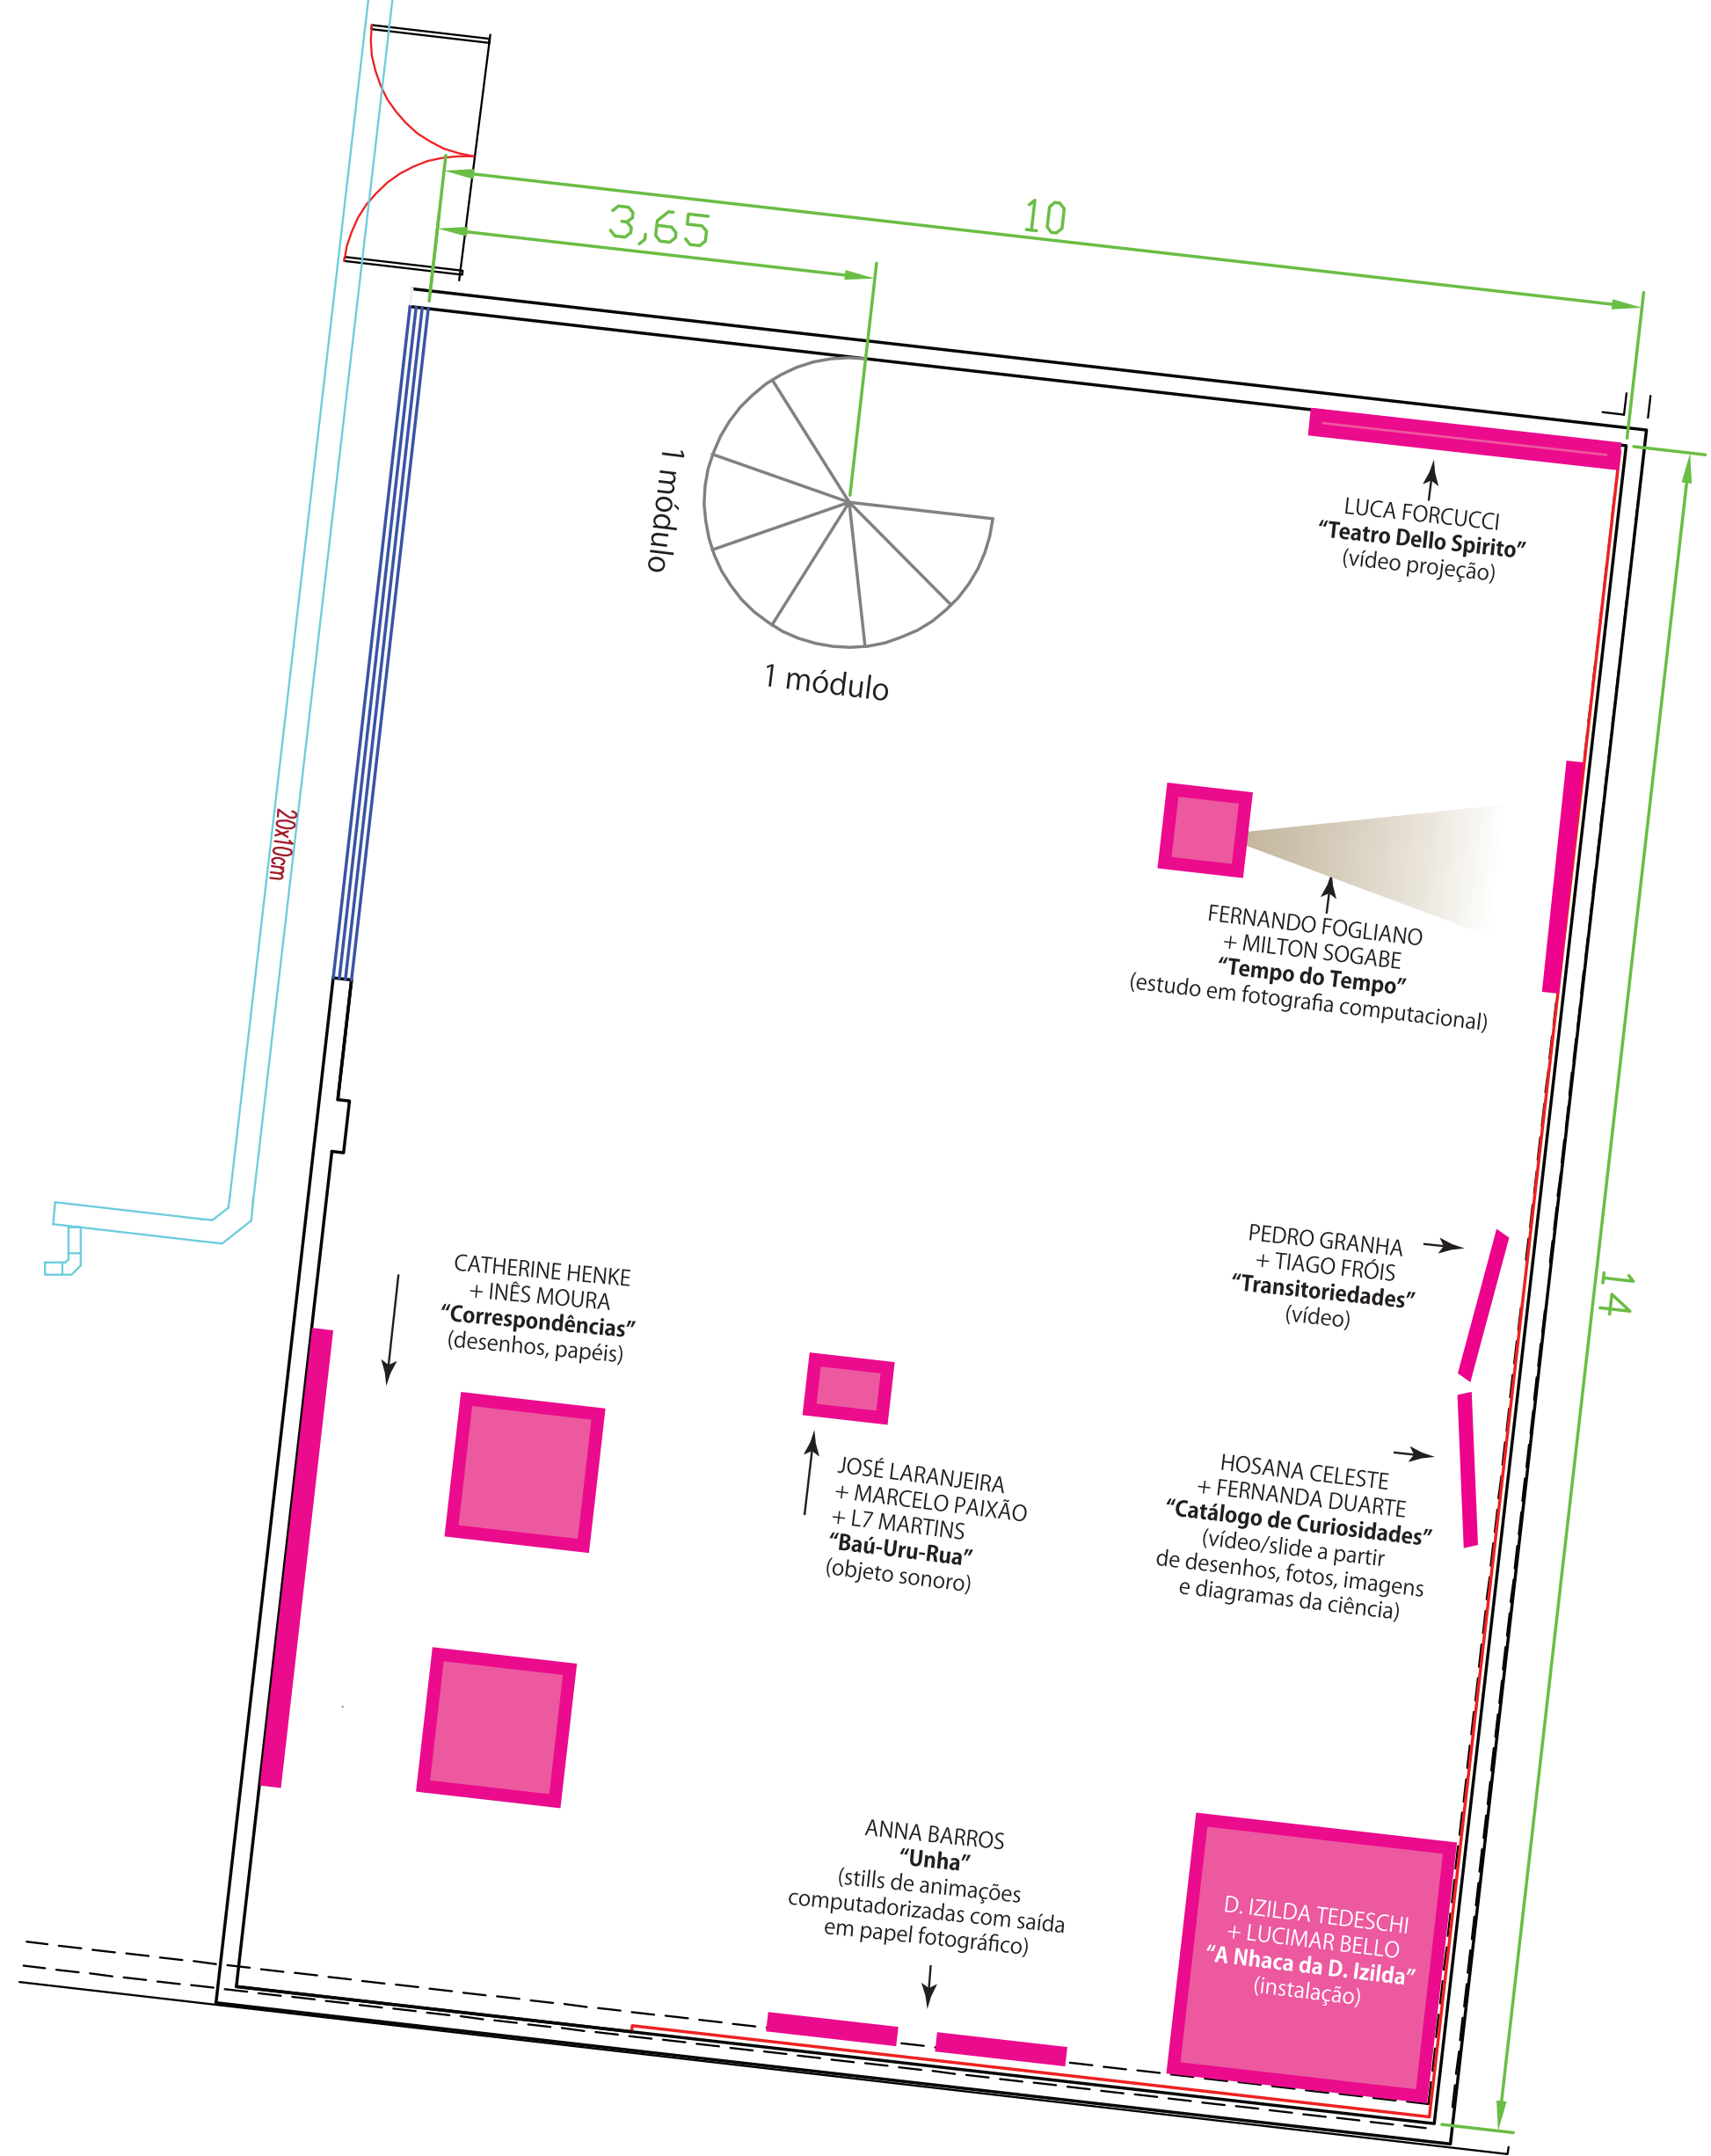 10
3,65
1 módulo
1 módulo
LUCA FORCUCCI
“Teatro Dello Spirito”
(vídeo projeção)
20x10cm
FERNANDO FOGLIANO
+ MILTON SOGABE
“Tempo do Tempo”
(estudo em fotografia computacional)
PEDRO GRANHA
+ TIAGO FRÓIS
“Transitoriedades”
(vídeo)
14
CATHERINE HENKE
+ INÊS MOURA
“Correspondências”
(desenhos, papéis)
JOSÉ LARANJEIRA
+ MARCELO PAIXÃO
+ L7 MARTINS
“Baú-Uru-Rua”
(objeto sonoro)
HOSANA CELESTE
+ FERNANDA DUARTE
“Catálogo de Curiosidades”
(vídeo/slide a partir
de desenhos, fotos, imagens
e diagramas da ciência)
ANNA BARROS
“Unha”
(stills de animações
computadorizadas com saída
em papel fotográfico)
D. IZILDA TEDESCHI
+ LUCIMAR BELLO
“A Nhaca da D. Izilda”
(instalação)